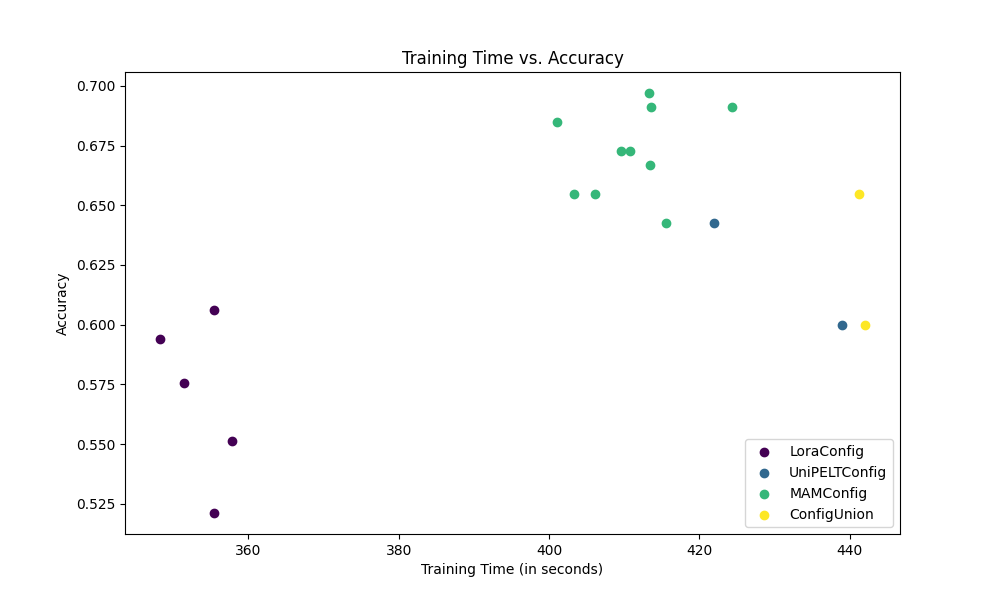 Training Time vs. Accuracy
0.700
0.675
0.650
0.625
0.600
0.575
0.550
0.525
Accuracy
360
380
400
420
440
Training Time (in seconds)
LoraConfig
UniPELTConfig
MAMConfig
ConfigUnion